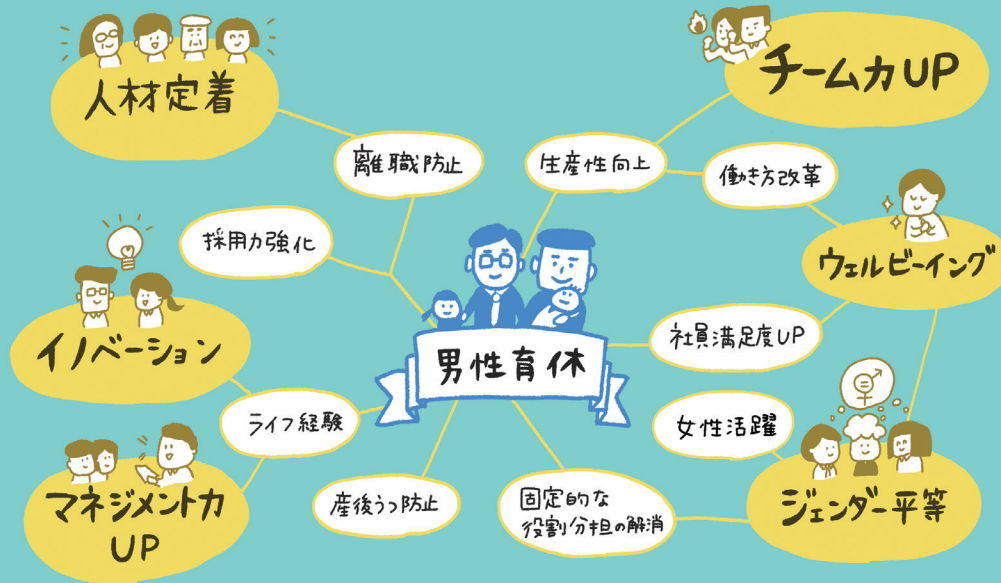 人材定着
チーム力UP
離職防止
生産性向上
働き方改革
採用力強化
ウェルビーイング
イノベーション
社員満足度UP
男性育休
ライフ経験
女性活躍
マネジメント力
UP
産後うつ防止
固定的な
役割分担の解消
ジェンダー平等